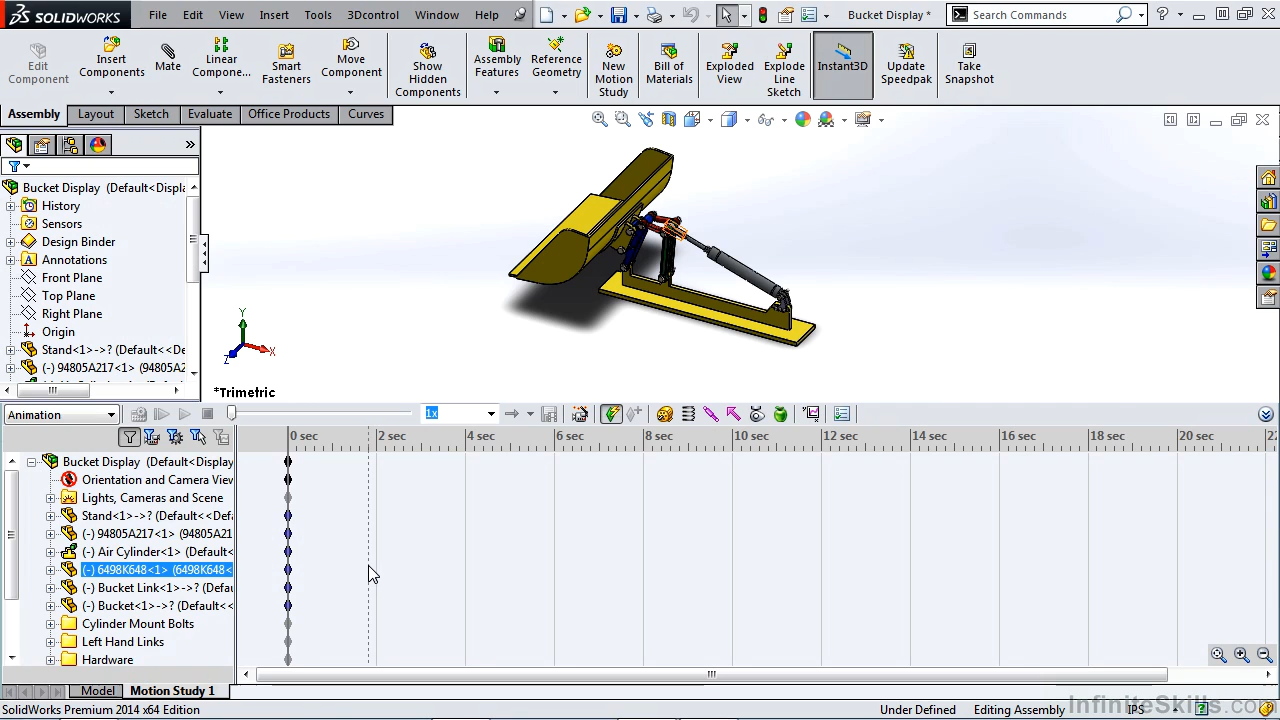 SOLIDWORKS File Edit View Insert Tools 3Dcontrol Window Help Bucket Display * Search Commands
Edit Component
Insert Components
Mate
Linear Compone...
Smart Fasteners
Move Component
Show Hidden Components
Assembly Features
Reference Geometry
New Motion Study
Bill of Materials
Exploded View
Explode Line Sketch
Instant3D
Update Speedpak
Take Snapshot
Assembly Layout Sketch Evaluate Office Products Curves
Bucket Display (Default<Displa
History
Sensors
Design Binder
Annotations
Front Plane
Top Plane
Right Plane
Origin
Stand<1>->? (Default<<De
(-) 94805A217<1> (94805A
Y
X
Z
*Trimetric
Animation 1x
0 sec 2 sec 4 sec 6 sec 8 sec 10 sec 12 sec 14 sec 16 sec 18 sec 20 sec 22
Bucket Display (Default<Display
Orientation and Camera View
Lights, Cameras and Scene
Stand<1>->? (Default<<Defa
(-) 94805A217<1> (94805A21
(-) Air Cylinder<1> (Default<
(-) 6498K648<1> (6498K648<
(-) Bucket Link<1>->? (Defau
(-) Bucket<1>->? (Default<<
Cylinder Mount Bolts
Left Hand Links
Hardware
Model Motion Study 1
SolidWorks Premium 2014 x64 Edition Under Defined Editing Assembly IPS
InfiniteSkills.com